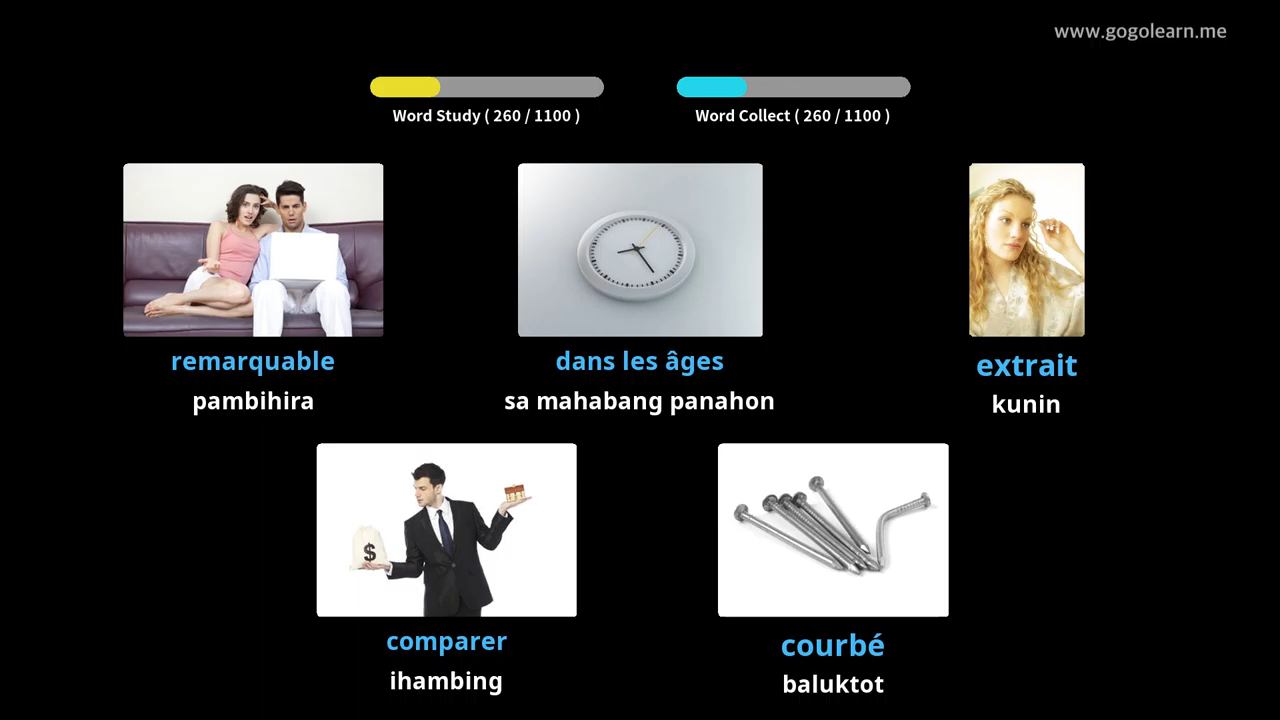 www.gogolearn.me
Word Study ( 260 / 1100 )
Word Collect ( 260 / 1100 )
remarquable
pambihira
dans les âges
sa mahabang panahon
extrait
kunin
$
comparer
ihambing
courbé
baluktot